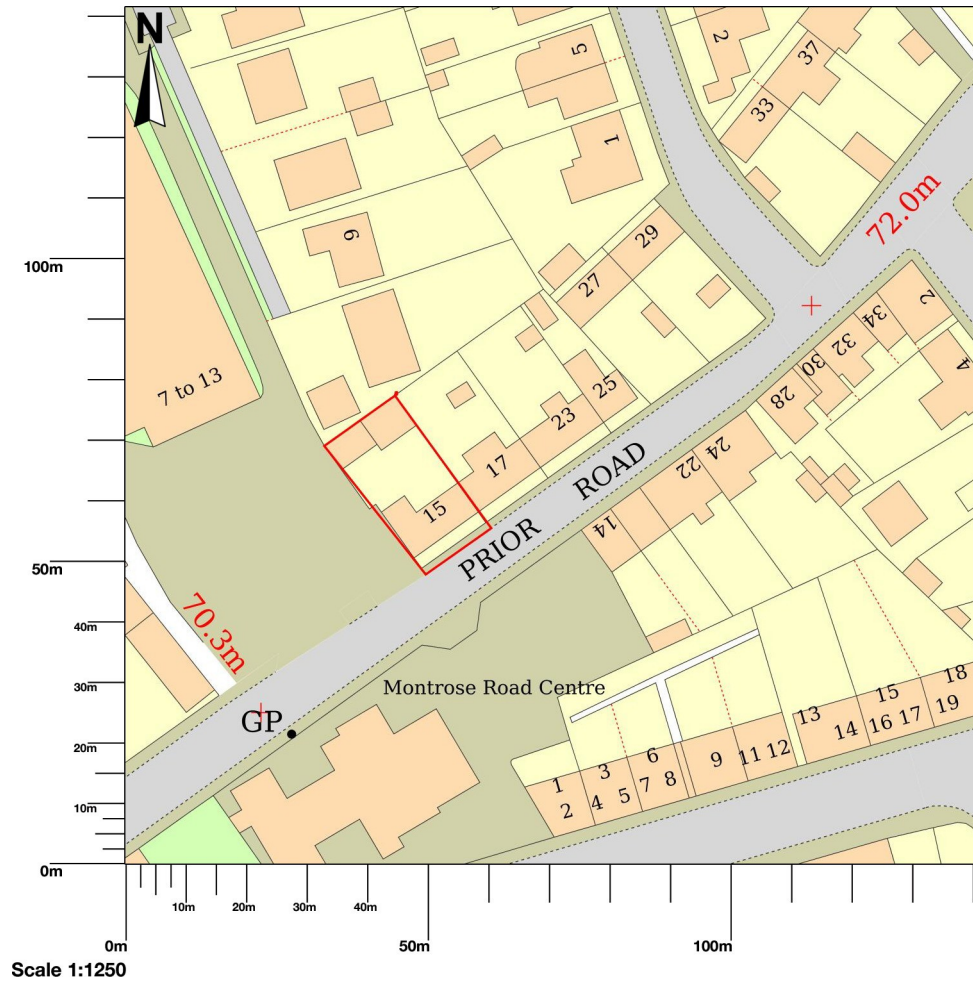 N
5
2
37
33
1
72.0m
9
29
27
100m
2
34
32
30
4
28
7 to 13
25
23
24
22
17
ROAD
15
14
PRIOR
50m
40m
70.3m
30m
Montrose Road Centre
GP
18
15
13
19
17
16
14
20m
6
9
11 12
3
8
7
1
5
4
2
10m
0m
10m
20m
30m
40m
0m
50m
100m
Scale 1:1250